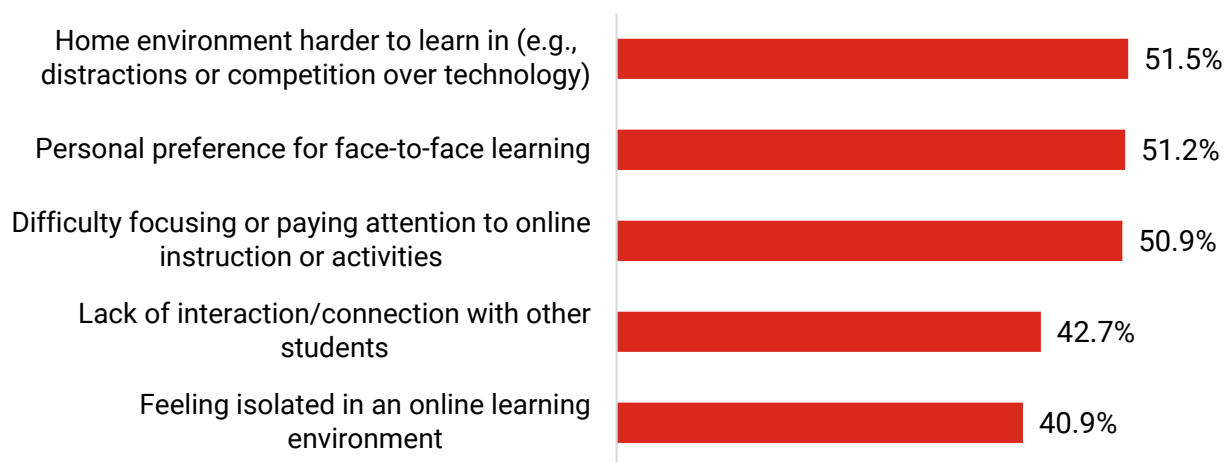 Home environment harder to learn in (e.g.,
distractions or competition over technology)
51.5%
Personal preference for face-to-face learning
51.2%
Difficulty focusing or paying attention to online
instruction or activities
50.9%
Lack of interaction/connection with other
students
42.7%
Feeling isolated in an online learning
environment
40.9%